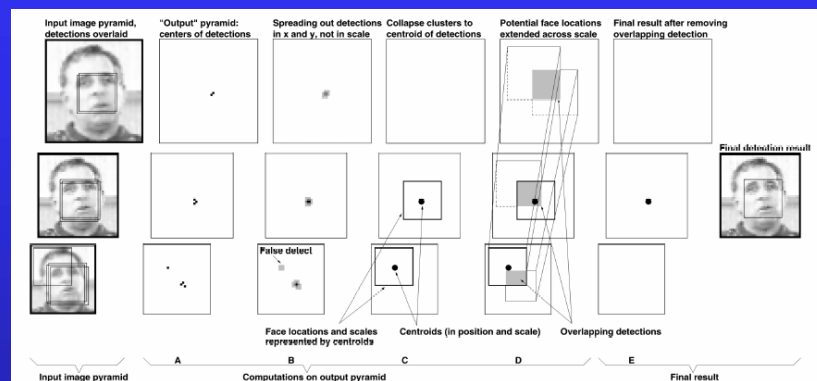 Input image pyramid,
detections overlaid
"Output" pyramid:
centers of detections
Spreading out detections
in x and y, not in scale
Collapse clusters to
centroid of detections
Potential face locations
extended across scale
Final result after removing
overlapping detection
Final detection result
False detect
Face locations and scales
represented by centroids
Centroids (in position and scale)
Overlapping detections
A
B
C
D
E
Input image pyramid
Computations on output pyramid
Final result